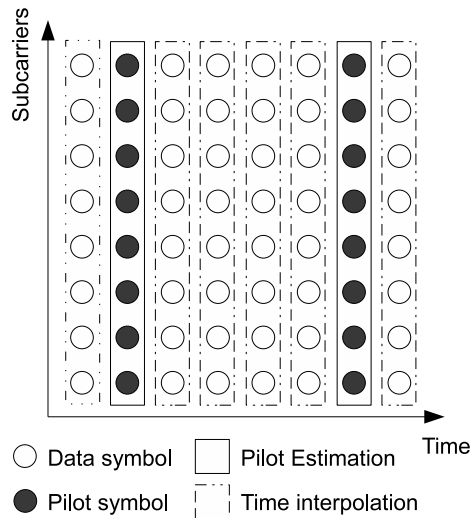 Subcarriers
Time
Data symbol
Pilot Estimation
Pilot symbol
Time interpolation